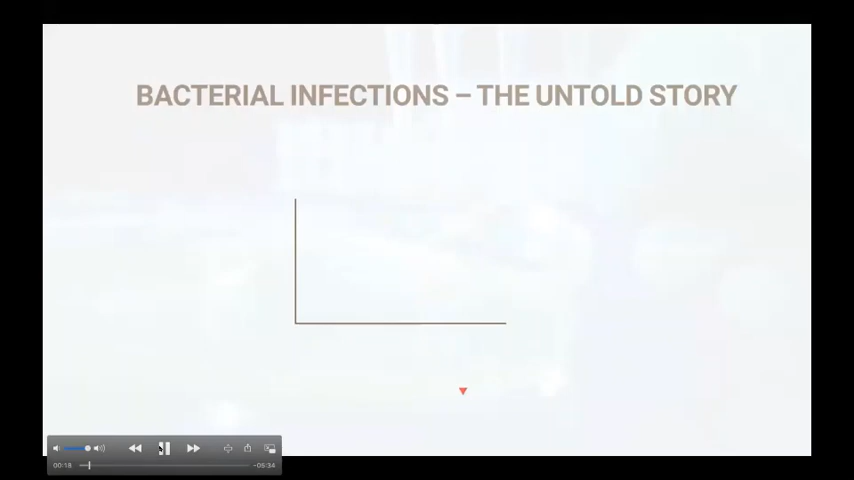 BACTERIAL INFECTIONS – THE UNTOLD STORY
00:18
-05:34